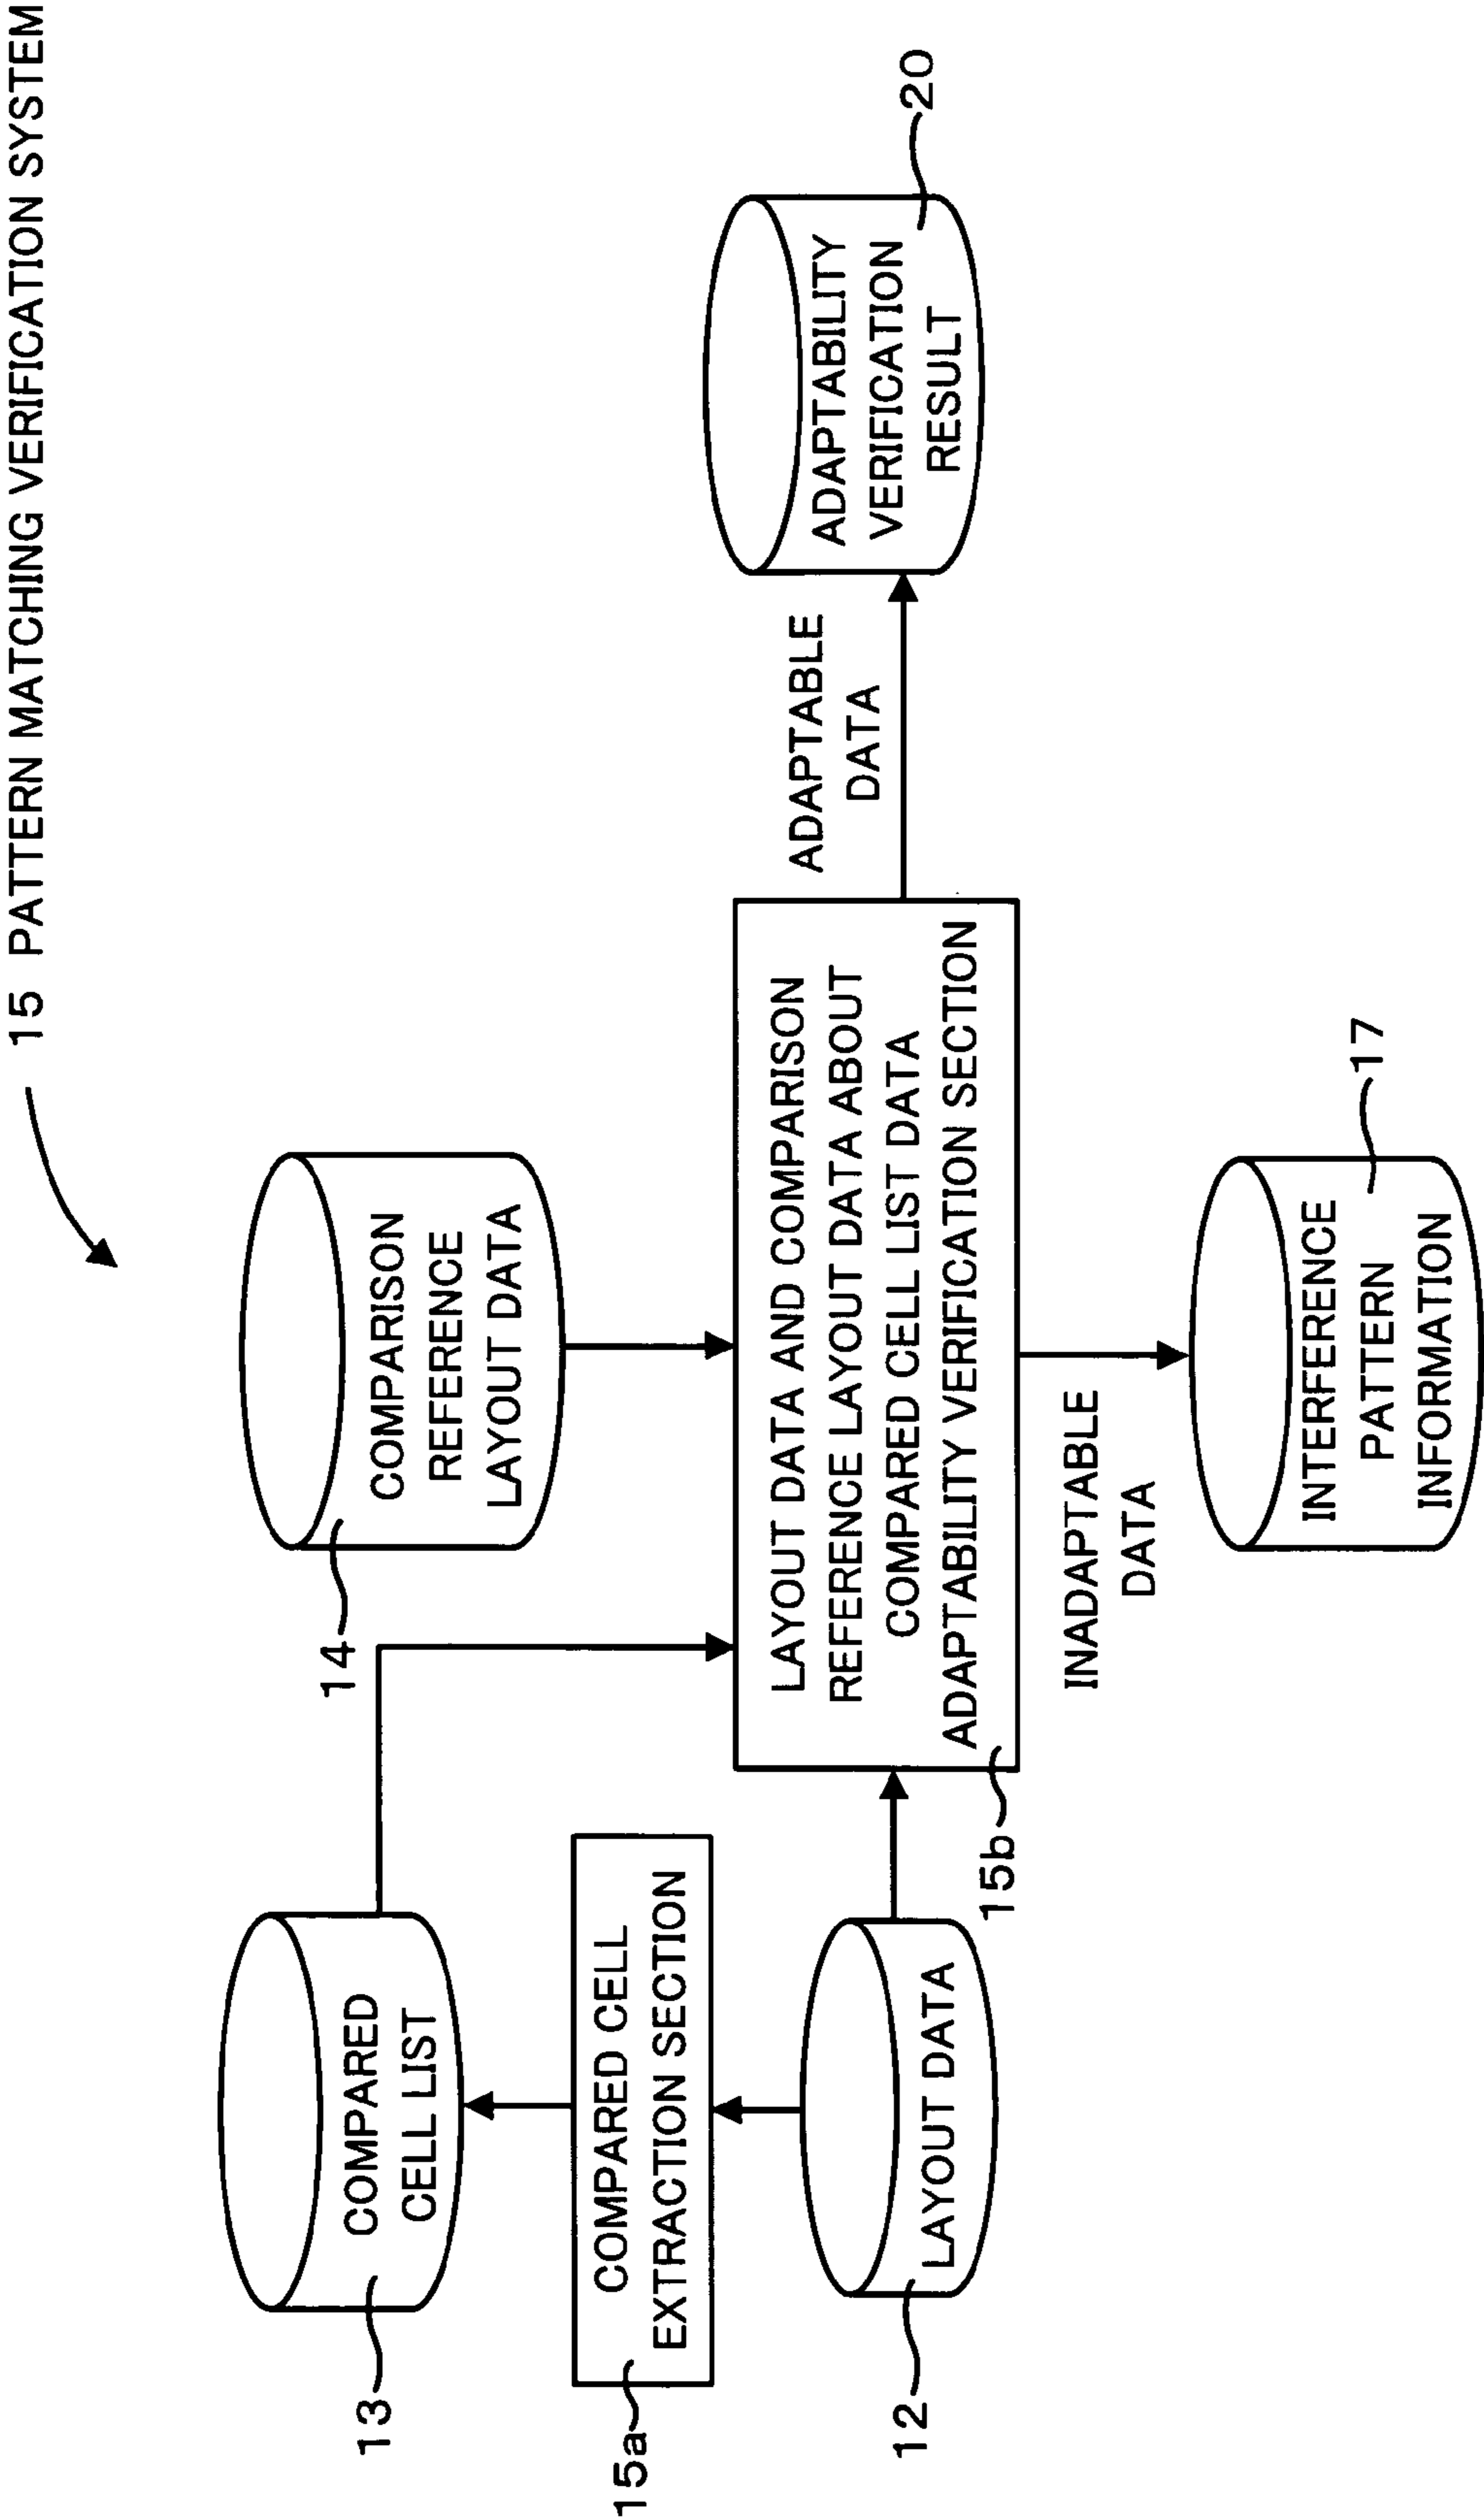 15 PATTERN MATCHING VERIFICATION SYSTEM
13
COMPARED
CELL LIST
14
COMPARISON
REFERENCE
LAYOUT DATA
15a
COMPARED CELL
EXTRACTION SECTION
12
LAYOUT DATA
15b
LAYOUT DATA AND COMPARISON
REFERENCE LAYOUT DATA ABOUT
COMPARED CELL LIST DATA
ADAPTABILITY VERIFICATION SECTION
ADAPTABLE
DATA
ADAPTABILITY
VERIFICATION
RESULT
20
INADAPTABLE
DATA
INTERFERENCE
PATTERN
INFORMATION
17